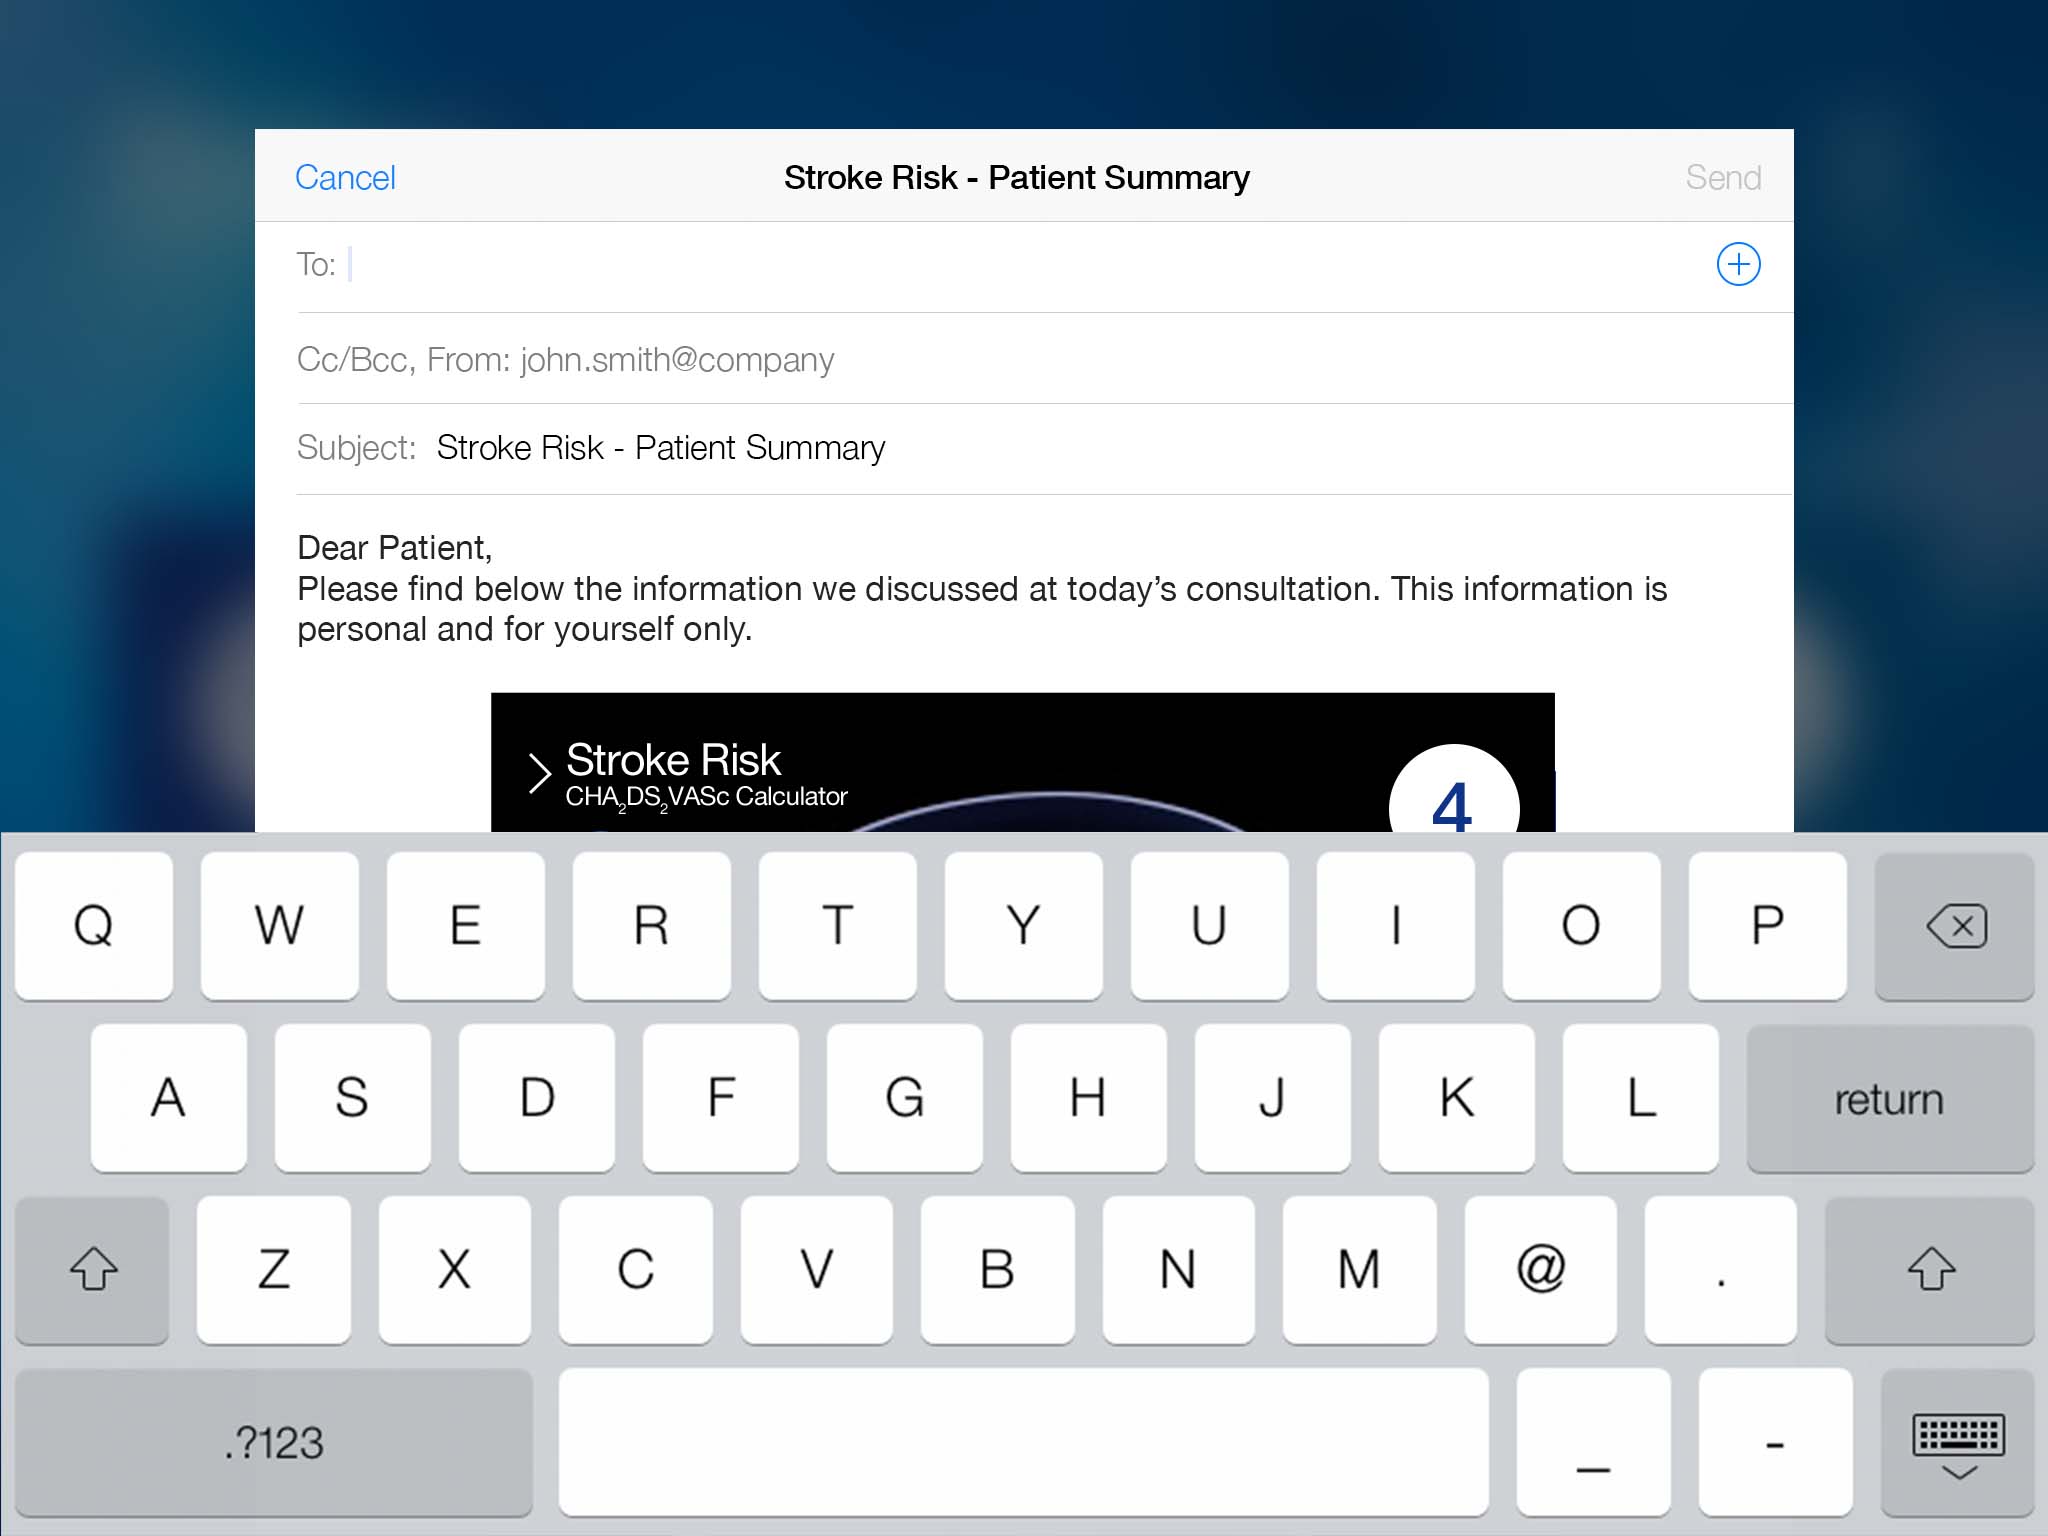 Cancel Stroke Risk - Patient Summary Send
To:
Cc/Bcc, From: john.smith@company
Subject: Stroke Risk - Patient Summary
Dear Patient,
Please find below the information we discussed at today’s consultation. This information is
personal and for yourself only.
Stroke Risk
CHA₂DS₂VASc Calculator
4
Q W E R T Y U I O P
A S D F G H J K L return
Z X C V B N M @ .
.?123 _ -